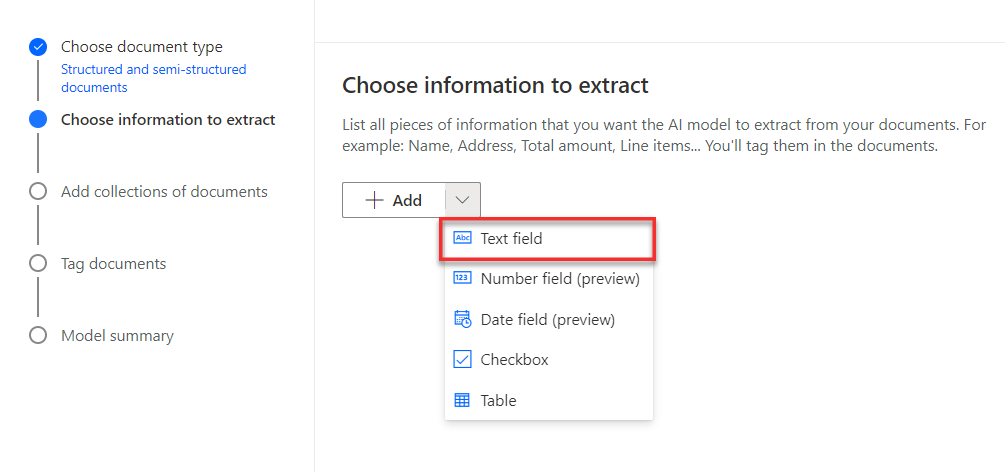 Choose document type
Structured and semi-structured
documents
Choose information to extract
Add collections of documents
Tag documents
Model summary
Choose information to extract
List all pieces of information that you want the AI model to extract from your documents. For
example: Name, Address, Total amount, Line items... You'll tag them in the documents.
Add
Abc Text field
123 Number field (preview)
Date field (preview)
Checkbox
Table